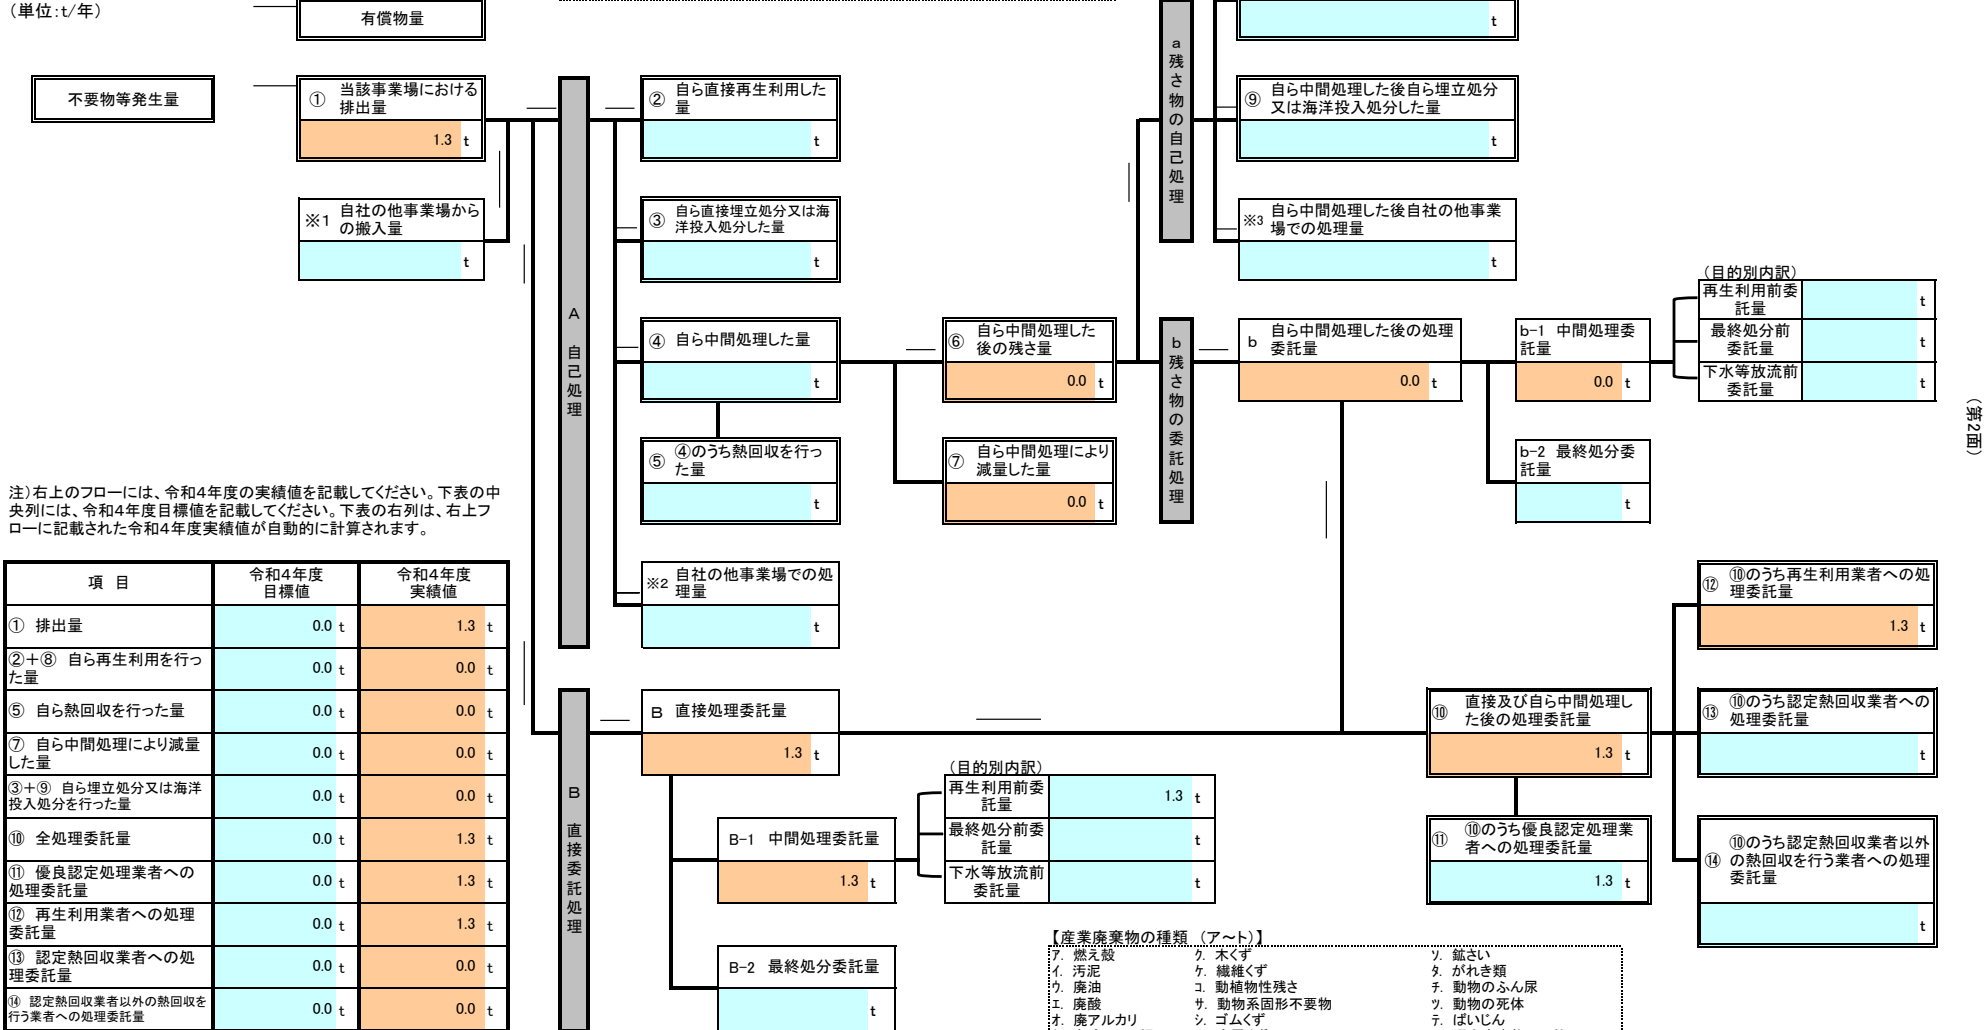 (単位:t/年)
有償物量
不要物等発生量
① 当該事業場における
排出量
1.3 t
※1 自社の他事業場から
の搬入量
t
A
自己処理
② 自ら直接再生利用した
量
t
③ 自ら直接埋立処分又は海
洋投入処分した量
t
④ 自ら中間処理した量
t
⑤ ④のうち熱回収を行っ
た量
t
※2 自社の他事業場での処
理量
t
⑥ 自ら中間処理した
後の残さ量
0.0 t
⑦ 自ら中間処理により
減量した量
0.0 t
a残さ物の自己処理
t
⑨ 自ら中間処理した後自ら埋立処分
又は海洋投入処分した量
t
※3 自ら中間処理した後自社の他事業
場での処理量
t
b残さ物の委託処理
b 自ら中間処理した後の処理
委託量
0.0 t
b-1 中間処理委
託量
0.0 t
b-2 最終処分委
託量
t
(目的別内訳)
再生利用前委
託量
t
最終処分前
委託量
t
下水等放流前
委託量
t
(第2面)
注)右上のフローには、令和4年度の実績値を記載してください。下表の中
央列には、令和4年度目標値を記載してください。下表の右列は、右上フ
ローに記載された令和4年度実績値が自動的に計算されます。
項 目 令和4年度
目標値 令和4年度
実績値
① 排出量 0.0 t 1.3 t
②+⑧ 自ら再生利用を行っ
た量 0.0 t 0.0 t
⑤ 自ら熱回収を行った量 0.0 t 0.0 t
⑦ 自ら中間処理により減量
した量 0.0 t 0.0 t
③+⑨ 自ら埋立処分又は海洋
投入処分を行った量 0.0 t 0.0 t
⑩ 全処理委託量 0.0 t 1.3 t
⑪ 優良認定処理業者への
処理委託量 0.0 t 1.3 t
⑫ 再生利用業者への処理
委託量 0.0 t 1.3 t
⑬ 認定熱回収業者への処
理委託量 0.0 t 0.0 t
⑭ 認定熱回収業者以外の熱回収を
行う業者への処理委託量 0.0 t 0.0 t
B
直接委託処理
B 直接処理委託量
1.3 t
B-1 中間処理委託量
1.3 t
B-2 最終処分委託量
t
(目的別内訳)
再生利用前委
託量
1.3 t
最終処分前委
託量
t
下水等放流前
委託量
t
⑩ 直接及び自ら中間処理し
た後の処理委託量
1.3 t
⑪ ⑩のうち優良認定処理業
者への処理委託量
1.3 t
⑫ ⑩のうち再生利用業者への処
理委託量
1.3 t
⑬ ⑩のうち認定熱回収業者への
処理委託量
t
⑭ ⑩のうち認定熱回収業者以外
の熱回収を行う業者への処理
委託量
t
【産業廃棄物の種類 (ア~ト)】
ア. 燃え殻 ク. 木くず ソ. 鉱さい
イ. 汚泥 ケ. 繊維くず タ. がれき類
ウ. 廃油 コ. 動植物性残さ チ. 動物のふん尿
エ. 廃酸 サ. 動物系固形不要物 ツ. 動物の死体
オ. 廃アルカリ シ. ゴムくず テ. ばいじん